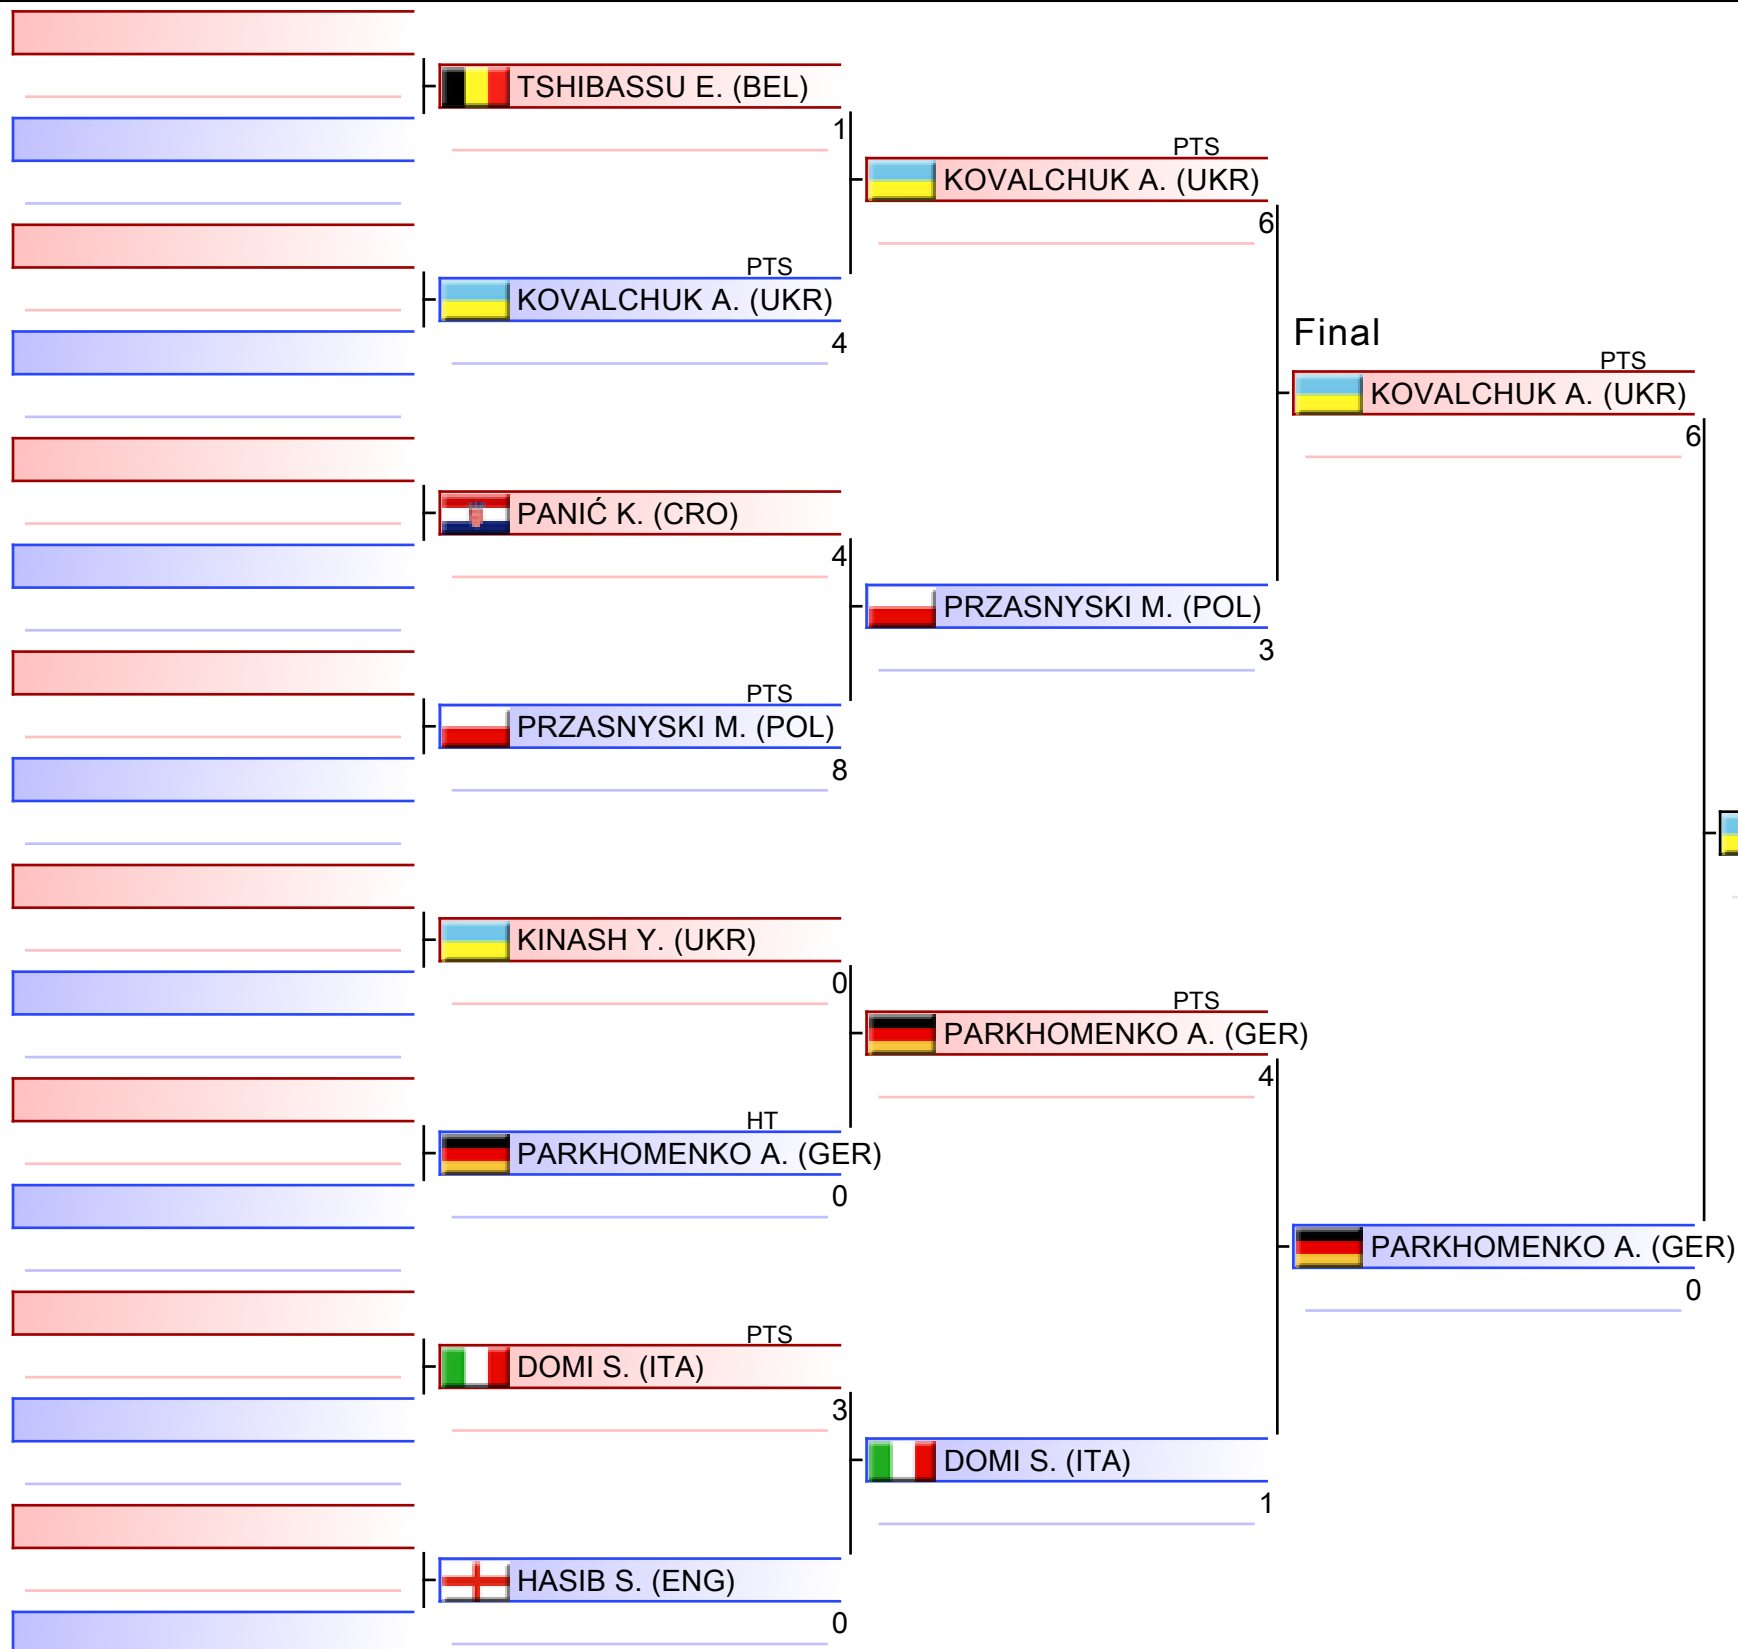 TSHIBASSU E. (BEL)
1
PTS
KOVALCHUK A. (UKR)
4
PANIĆ K. (CRO)
4
PTS
PRZASNYSKI M. (POL)
8
KINASH Y. (UKR)
0
HT
PARKHOMENKO A. (GER)
0
PTS
DOMI S. (ITA)
3
HASIB S. (ENG)
0
PTS
KOVALCHUK A. (UKR)
6
PRZASNYSKI M. (POL)
3
PTS
PARKHOMENKO A. (GER)
4
DOMI S. (ITA)
1
Final
PTS
KOVALCHUK A. (UKR)
6
PARKHOMENKO A. (GER)
0